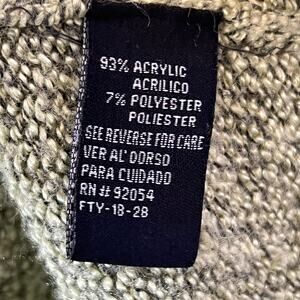 93% ACRYLIC
ACRILICO
7% POLYESTER
POLIESTER
SEE REVERSE FOR CARE
VER AL DORSO
PARA CUIDADO
RN# 92054
FTY-18-28